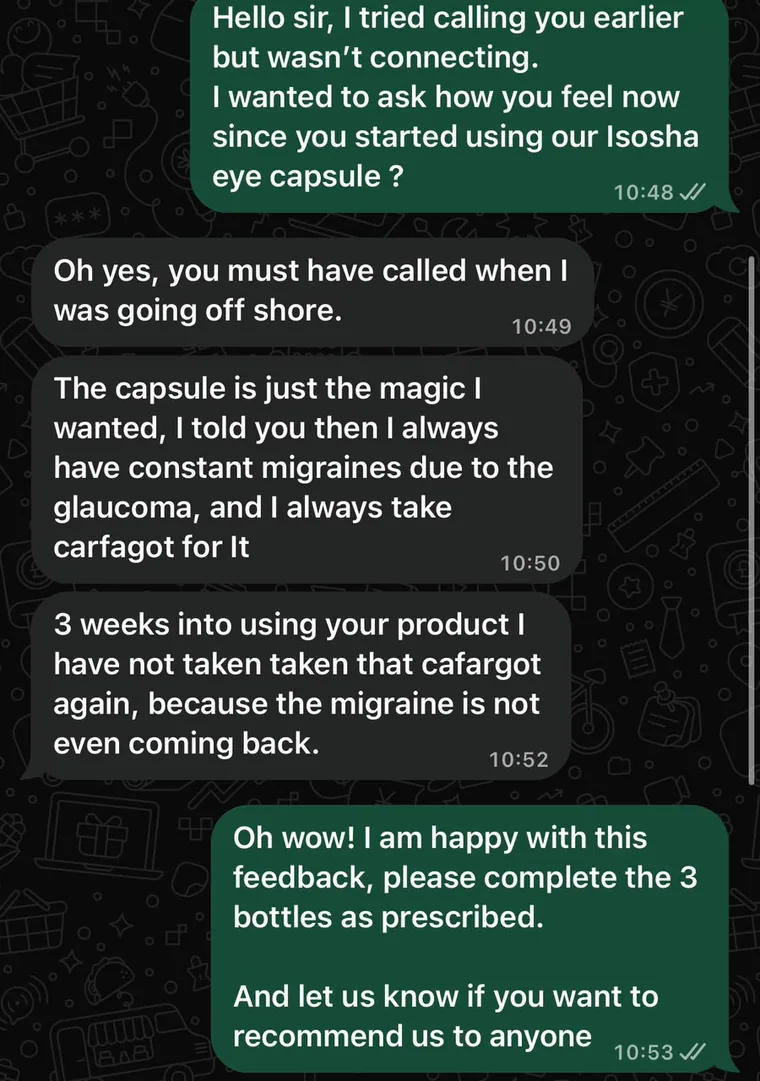 Hello sir, I tried calling you earlier
but wasn’t connecting.
I wanted to ask how you feel now
since you started using our Isosha
eye capsule ?
10:48
Oh yes, you must have called when I
was going off shore.
10:49
The capsule is just the magic I
wanted, I told you then I always
have constant migraines due to the
glaucoma, and I always take
carfagot for It
10:50
3 weeks into using your product I
have not taken taken that cafargot
again, because the migraine is not
even coming back.
10:52
Oh wow! I am happy with this
feedback, please complete the 3
bottles as prescribed.
And let us know if you want to
recommend us to anyone
10:53